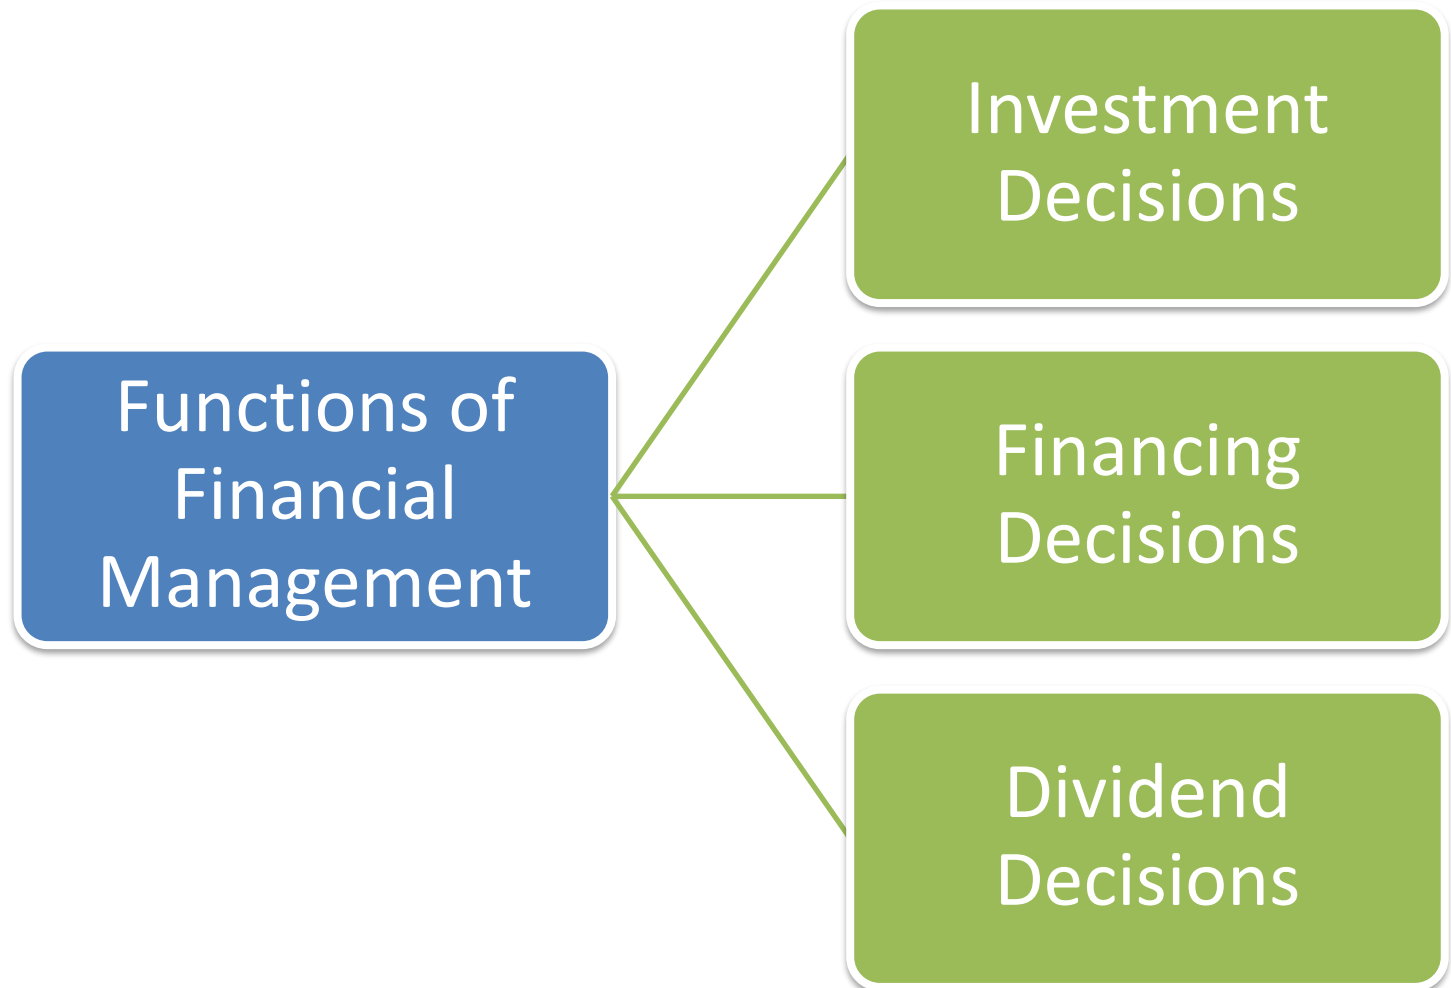 Investment
Decisions
Functions of
Financial
Management
Financing
Decisions
Dividend
Decisions